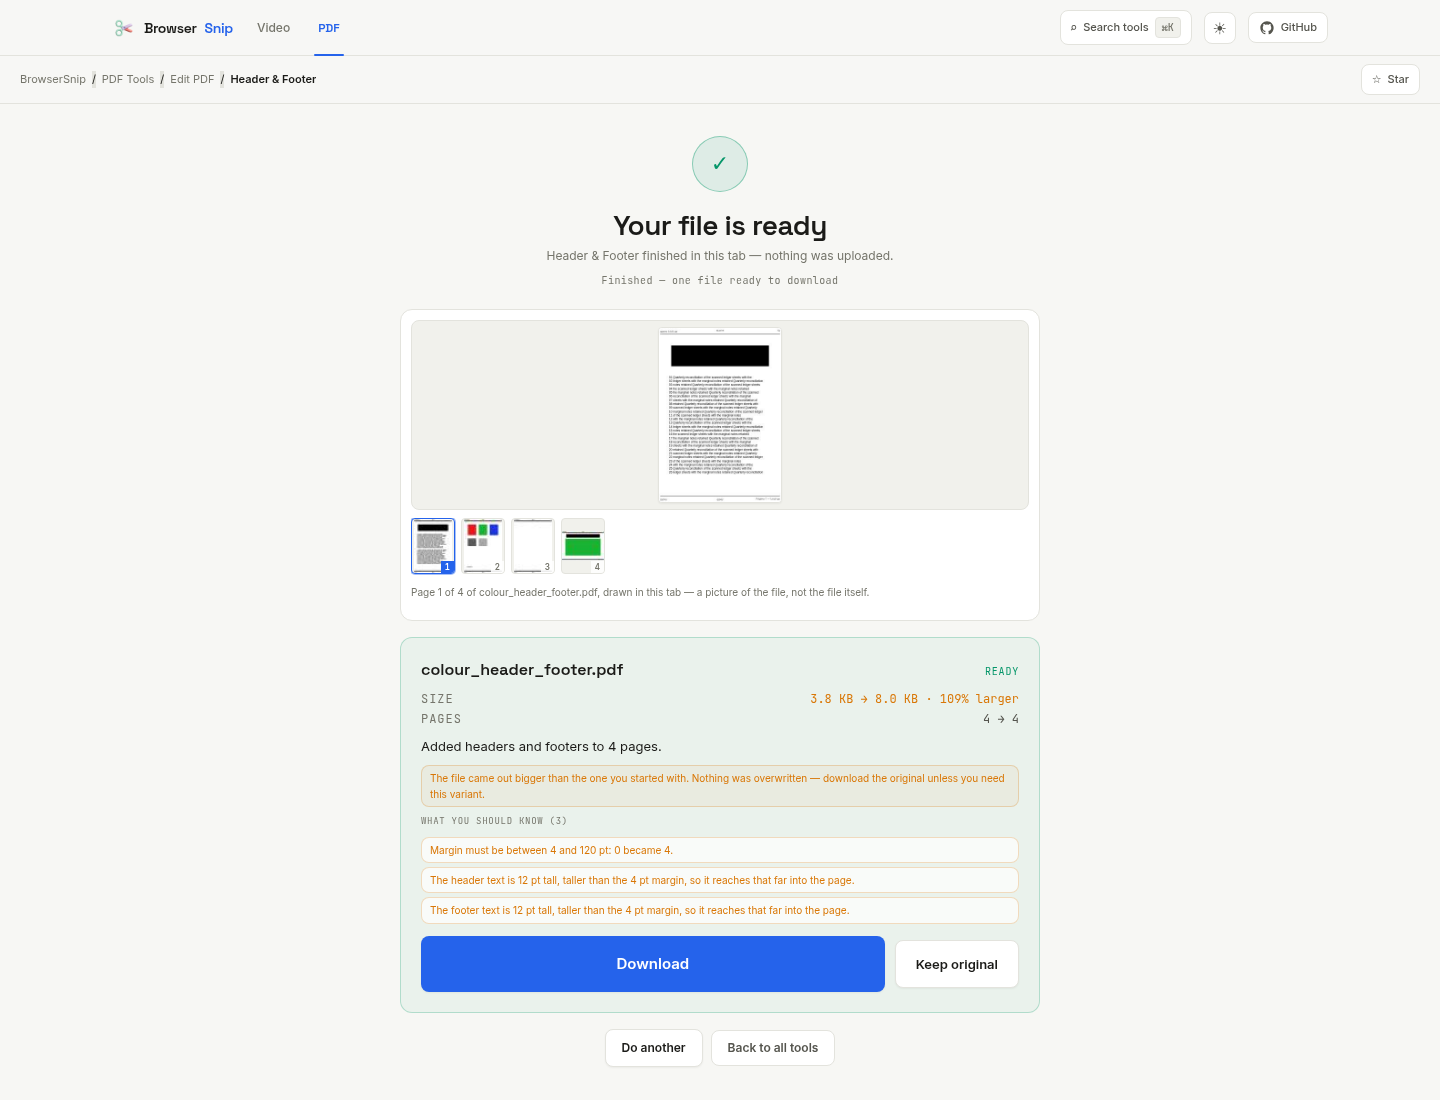 Browser Snip Video PDF Search tools ⌘K GitHub
BrowserSnip / PDF Tools / Edit PDF / Header & Footer ☆ Star
✓
Your file is ready
Header & Footer finished in this tab — nothing was uploaded.
Finished — one file ready to download
1 2 3 4
Page 1 of 4 of colour_header_footer.pdf, drawn in this tab — a picture of the file, not the file itself.
colour_header_footer.pdf READY
SIZE 3.8 KB → 8.0 KB · 109% larger
PAGES 4 → 4
Added headers and footers to 4 pages.
The file came out bigger than the one you started with. Nothing was overwritten — download the original unless you need
this variant.
WHAT YOU SHOULD KNOW (3)
Margin must be between 4 and 120 pt: 0 became 4.
The header text is 12 pt tall, taller than the 4 pt margin, so it reaches that far into the page.
The footer text is 12 pt tall, taller than the 4 pt margin, so it reaches that far into the page.
Download Keep original
Do another Back to all tools